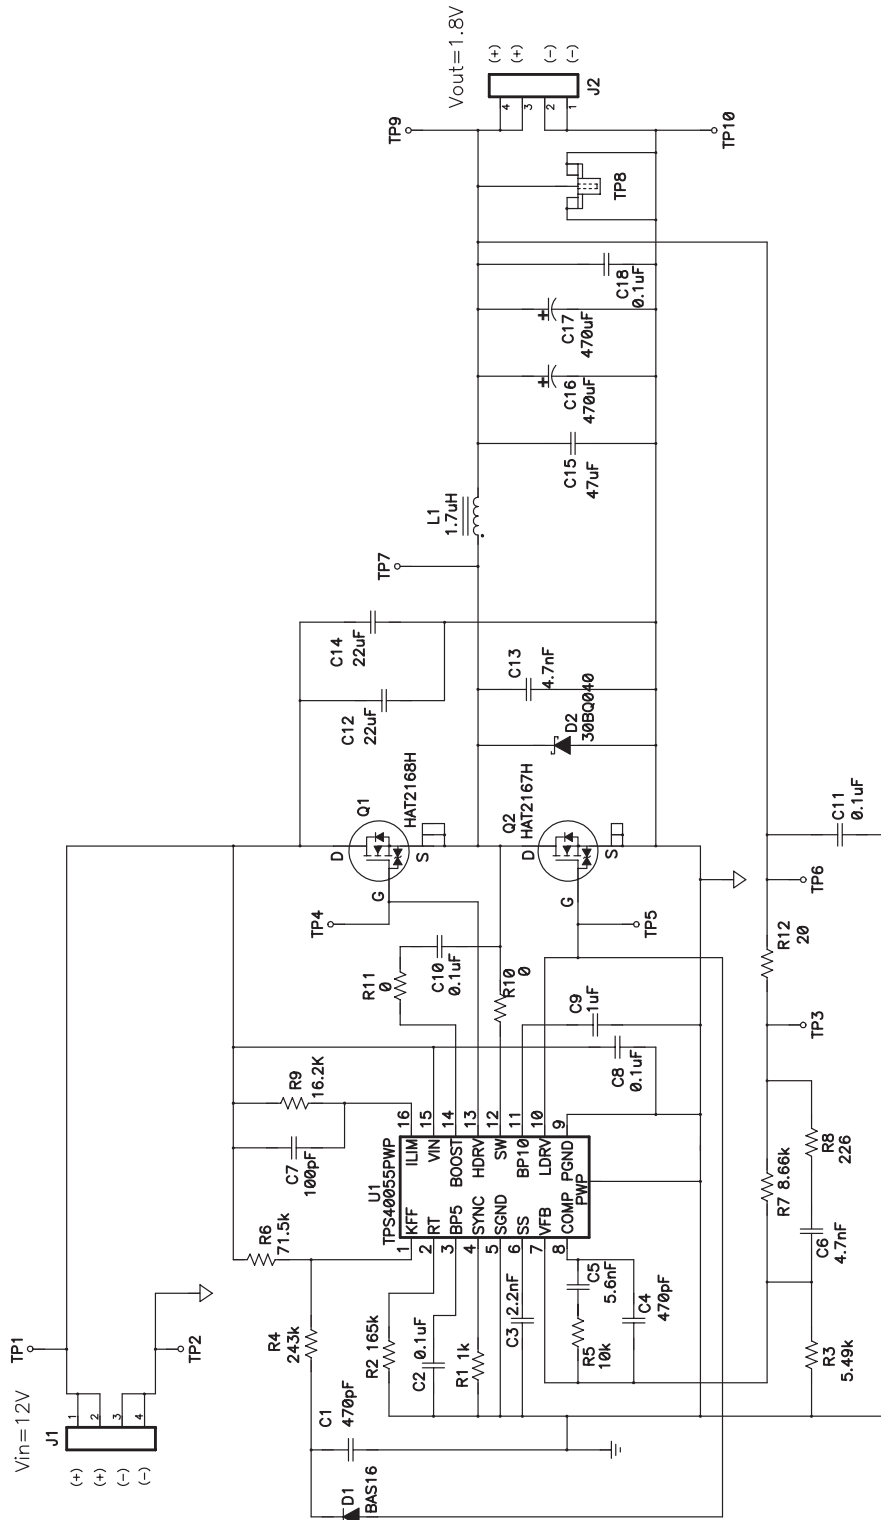 Vin=12V
J1
(+)
(+)
(-)
(-)
1
2
3
4
TP1
TP2
R6
71.5k
R4
243k
C1
470pF
D1
BAS16
C7
100pF
R9
16.2K
R2 165k
C2 0.1uF
R1 1k
C3 2.2nF
R5
10k
C5
5.6nF
C4
470pF
U1
TPS40055PWP
1 KFF
2 RT
3 BP5
4 SYNC
5 SGND
6 SS
7 VFB
8 COMP
ILIM 16
VIN 15
BOOST 14
HDRV 13
SW 12
BP10 11
LDRV 10
PGND 9
PWP
R11
0
C10
0.1uF
R10
0
C9
1uF
C8
0.1uF
TP4
TP5
Q1
HAT2168H
D
G
S
Q2
HAT2167H
D
G
S
C12
22uF
C14
22uF
D2
30BQ040
C13
4.7nF
TP7
L1
1.7uH
C15
47uF
C16
470uF
C17
470uF
C18
0.1uF
TP8
TP9
TP10
Vout=1.8V
J2
4
3
2
1
(+)
(+)
(-)
(-)
R3
5.49k
C6
4.7nF
R8
226
R7 8.66k
TP3
R12
20
TP6
C11
0.1uF